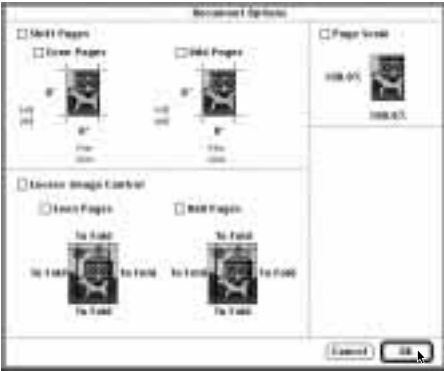 Document Options
Shift Pages
Even Pages
Odd Pages
Page Scale
0"
0"
100.0%
100.0%
0"
0"
Image Control
Even Pages
Odd Pages
To Fold
To Fold
To Fold
To Fold
To Fold
To Fold
To Fold
To Fold
Cancel
OK